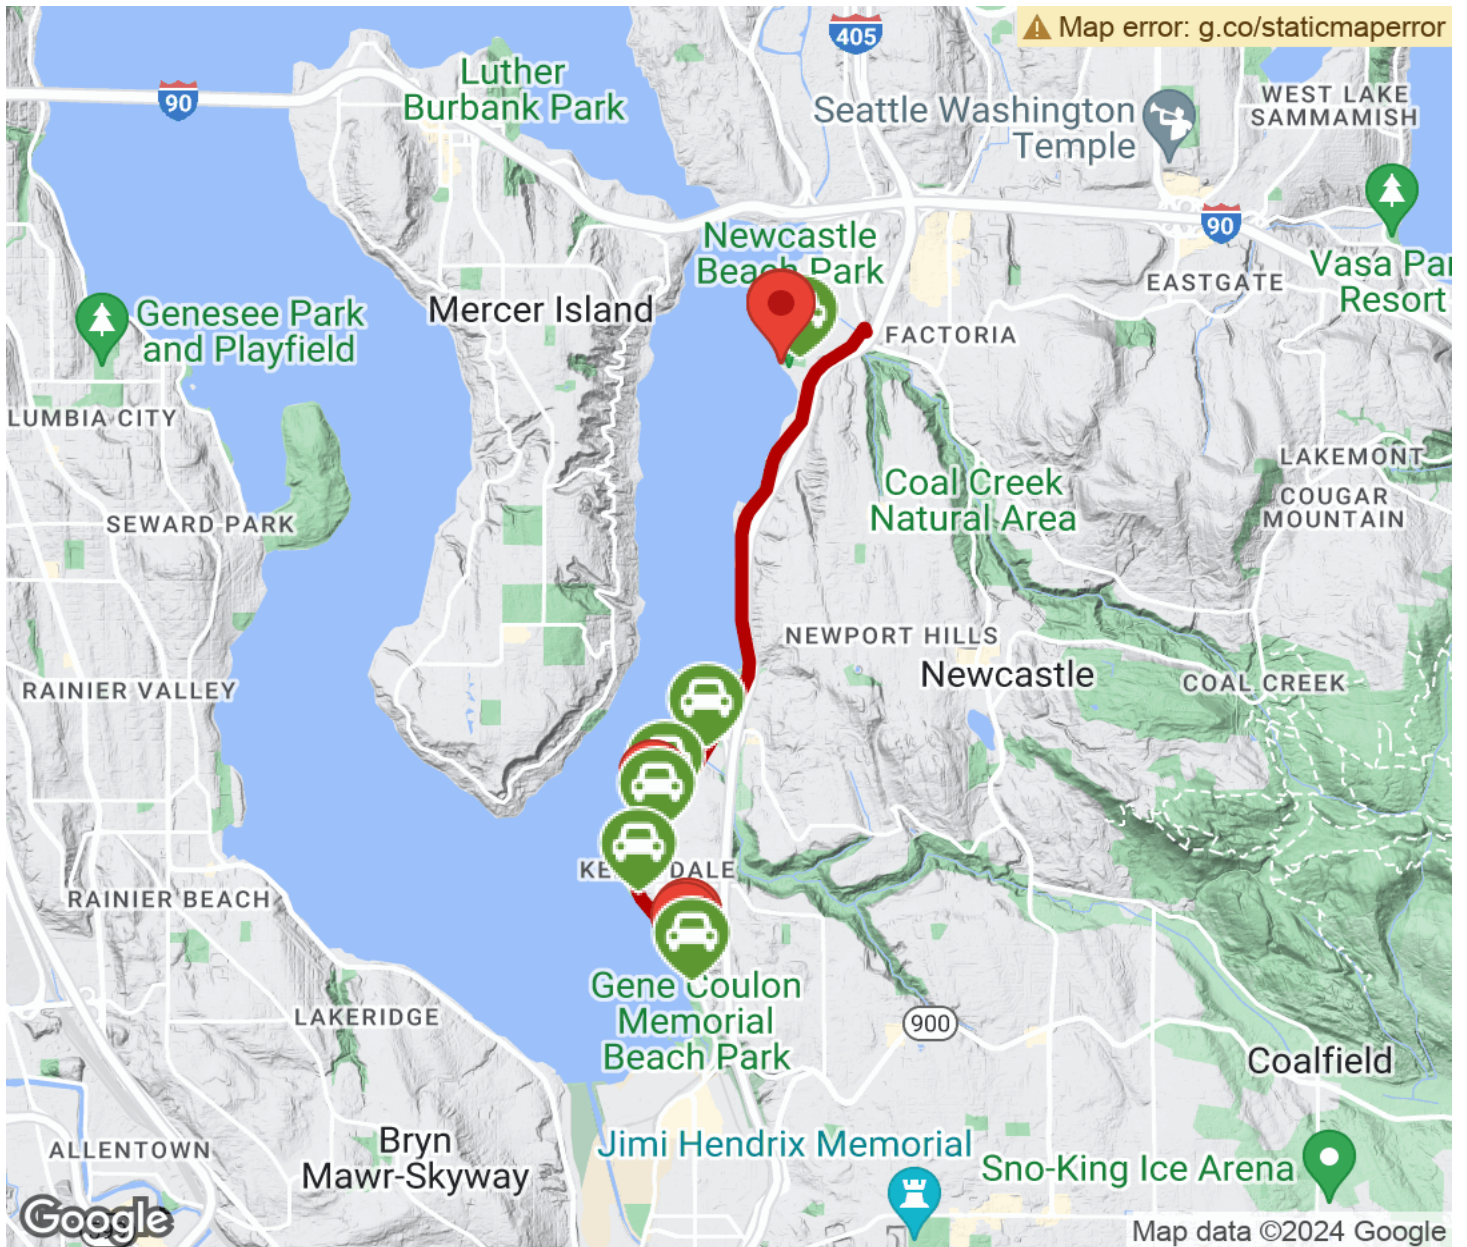 405
Map error: g.co/staticmaperror
Luther
Burbank Park
90
Seattle Washington
Temple
WEST LAKE
SAMMAMISH
90
Newcastle
Beach Park
EASTGATE
Vasa Par
Resort
Genesee Park
and Playfield
Mercer Island
FACTORIA
LUMBIA CITY
LAKEMONT
Coal Creek
Natural Area
COUGAR
MOUNTAIN
SEWARD PARK
NEWPORT HILLS
Newcastle
COAL CREEK
RAINIER VALLEY
KE DALE
RAINIER BEACH
Gene Coulon
Memorial
Beach Park
LAKERIDGE
900
Coalfield
ALLENTOWN
Bryn
Mawr-Skyway
Jimi Hendrix Memorial
Sno-King Ice Arena
Google
Map data ©2024 Google